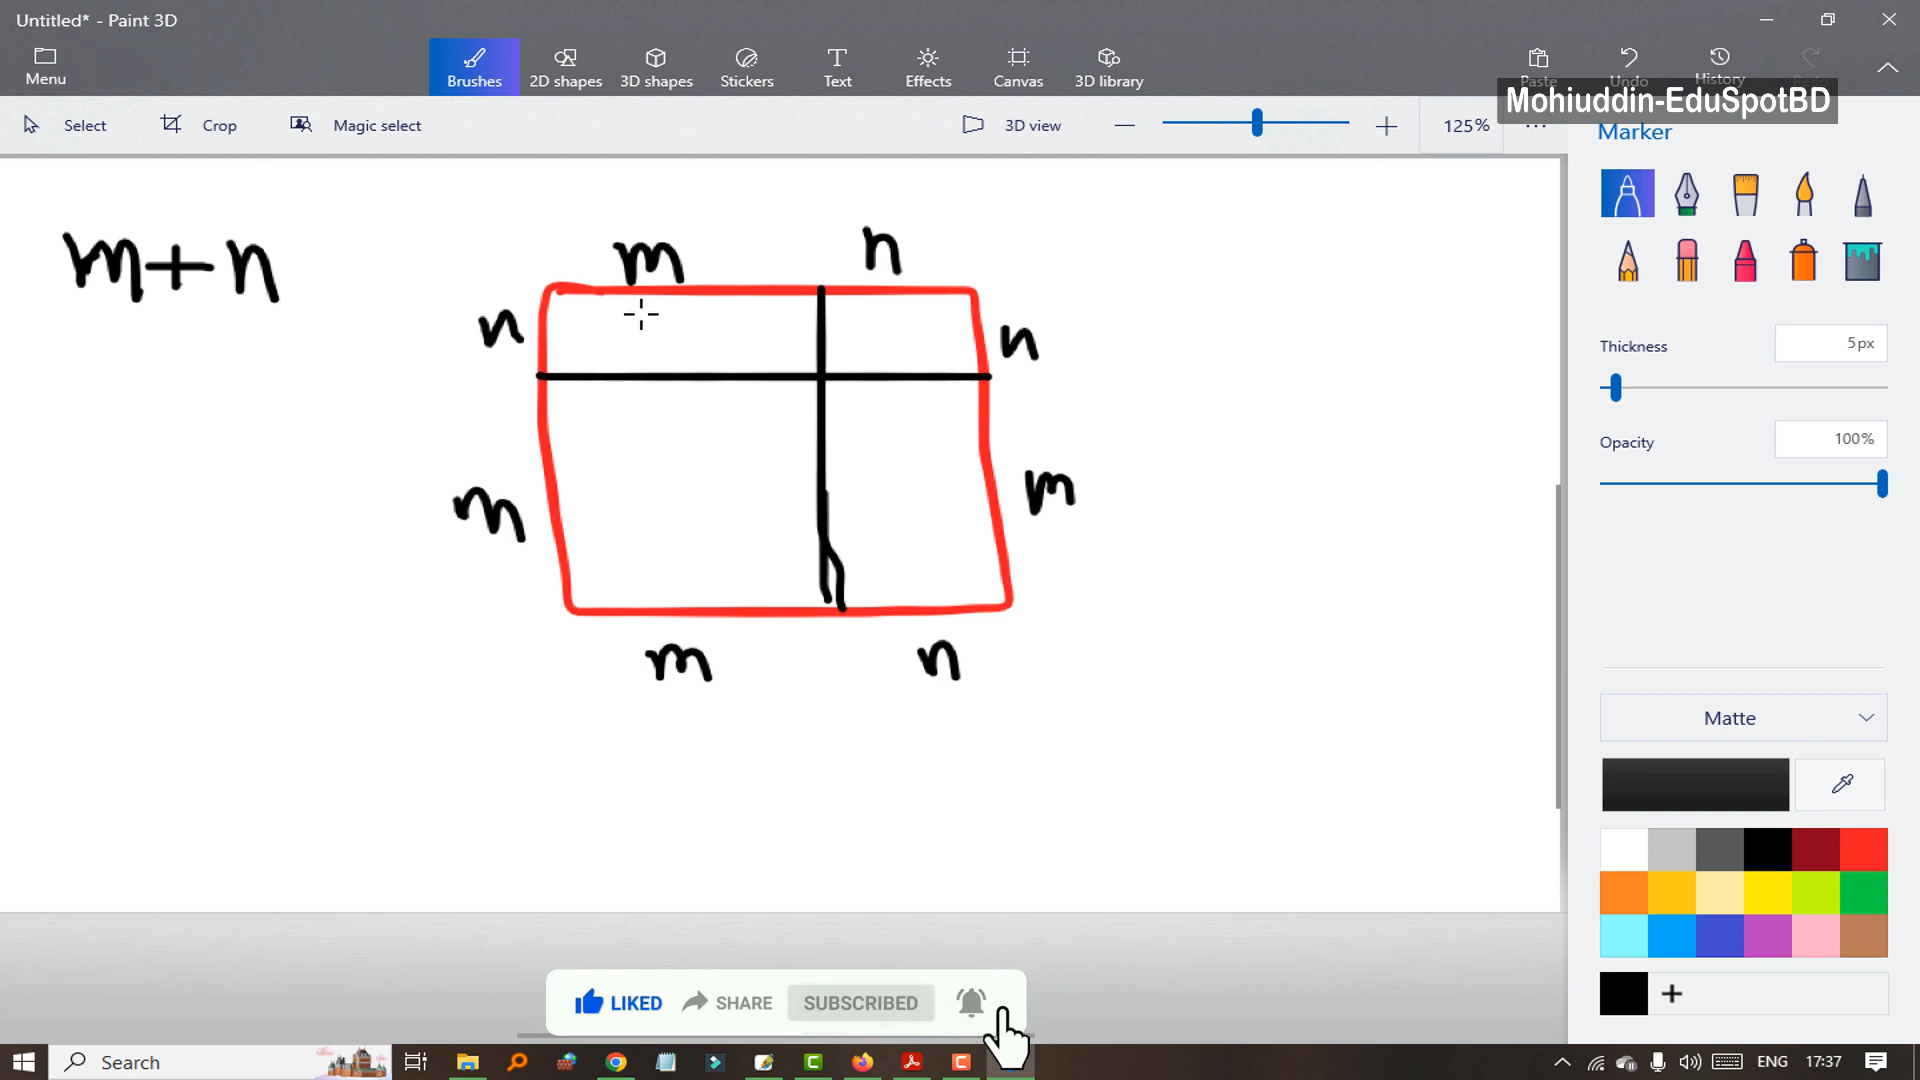 Untitled* - Paint 3D
Menu
Brushes
2D shapes
3D shapes
Stickers
Text
Effects
Canvas
3D library
Paste
Undo
History
Redo
Mohiuddin-EduSpotBD
Select
Crop
Magic select
3D view
125%
Marker
m+n
m
n
n
n
m
m
m
n
Thickness
5px
Opacity
100%
Matte
LIKED
SHARE
SUBSCRIBED
Search
ENG
17:37